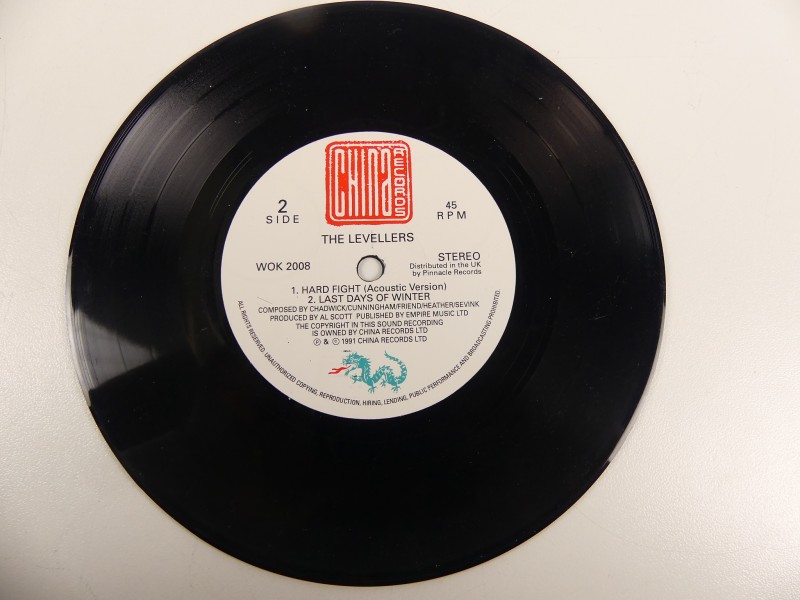 CHINA
RECORDS
2
SIDE
45
RPM
THE LEVELLERS
WOK 2008
STEREO
Distributed in the UK
by Pinnacle Records
1. HARD FIGHT (Acoustic Version)
2. LAST DAYS OF WINTER
COMPOSED BY CHADWICK/CUNNINGHAM/FRIEND/HEATHER/SEVINK
PRODUCED BY AL SCOTT PUBLISHED BY EMPIRE MUSIC LTD
THE COPYRIGHT IN THIS SOUND RECORDING
IS OWNED BY CHINA RECORDS LTD
℗ & © 1991 CHINA RECORDS LTD
ALL RIGHTS RESERVED. UNAUTHORIZED COPYING, REPRODUCTION, HIRING, LENDING, PUBLIC PERFORMANCE AND BROADCASTING PROHIBITED.